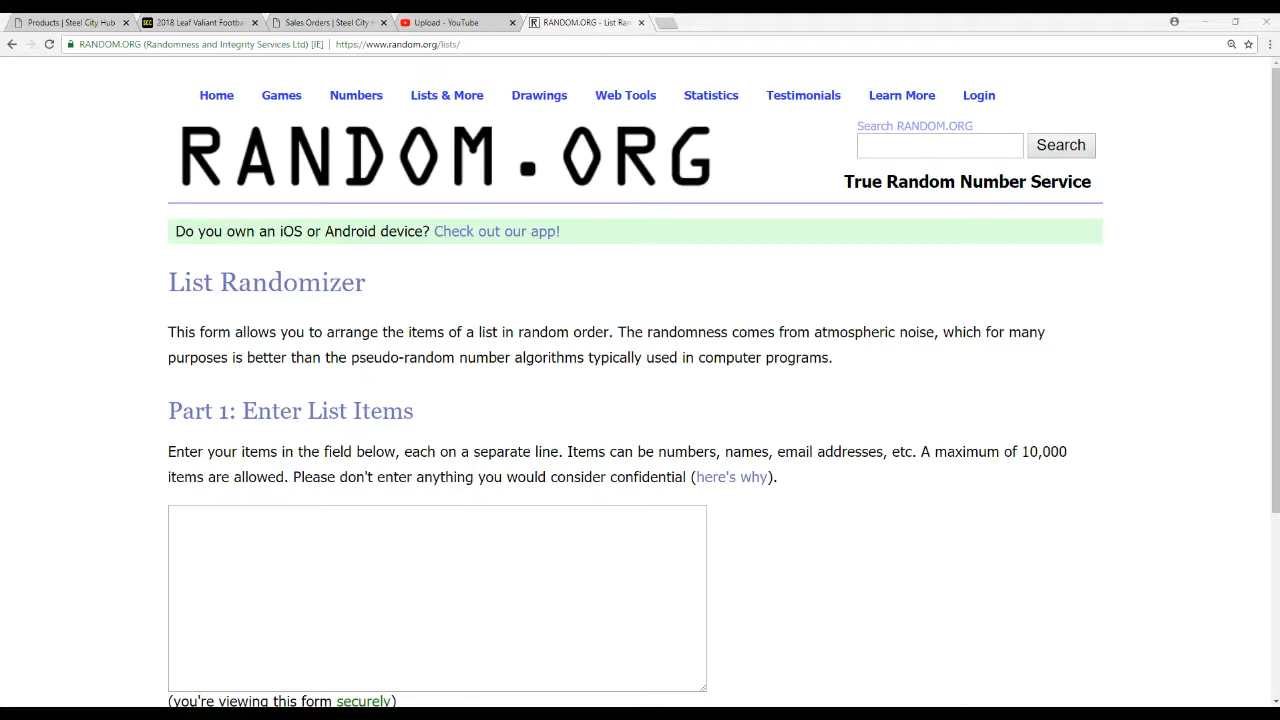 Products | Steel City Hub
2018 Leaf Valiant Footba
Sales Orders | Steel City H
Upload - YouTube
RANDOM.ORG - List Ran
RANDOM.ORG (Randomness and Integrity Services Ltd) [IE] | https://www.random.org/lists/
Home Games Numbers Lists & More Drawings Web Tools Statistics Testimonials Learn More Login
RANDOM.ORG
Search RANDOM.ORG
Search
True Random Number Service
Do you own an iOS or Android device? Check out our app!
List Randomizer
This form allows you to arrange the items of a list in random order. The randomness comes from atmospheric noise, which for many
purposes is better than the pseudo-random number algorithms typically used in computer programs.
Part 1: Enter List Items
Enter your items in the field below, each on a separate line. Items can be numbers, names, email addresses, etc. A maximum of 10,000
items are allowed. Please don't enter anything you would consider confidential (here's why).
(you're viewing this form securely)